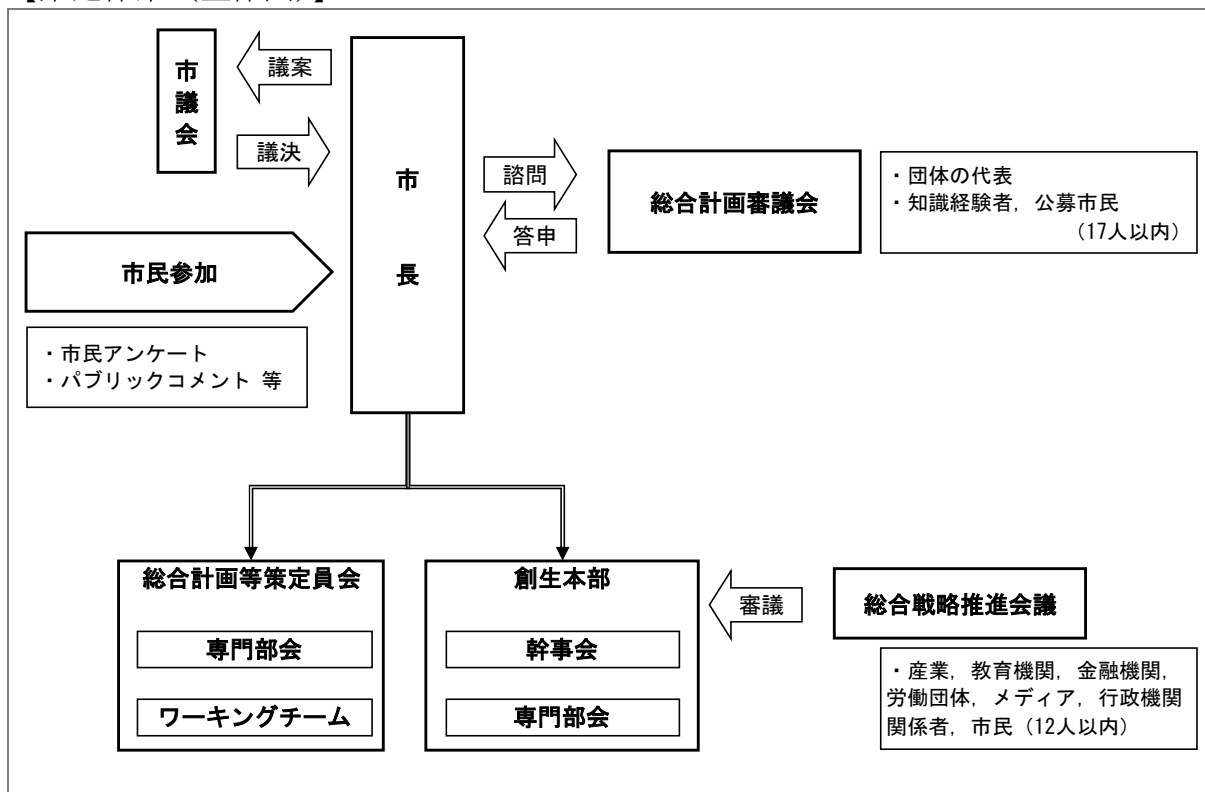 市議会
議案
議決
市長
諮問
答申
総合計画審議会
・団体の代表
・知識経験者，公募市民
（17人以内）
市民参加
・市民アンケート
・パブリックコメント 等
総合計画等策定員会
専門部会
ワーキングチーム
創生本部
幹事会
専門部会
審議
総合戦略推進会議
・産業，教育機関，金融機関，
労働団体，メディア，行政機関
関係者，市民（12人以内）